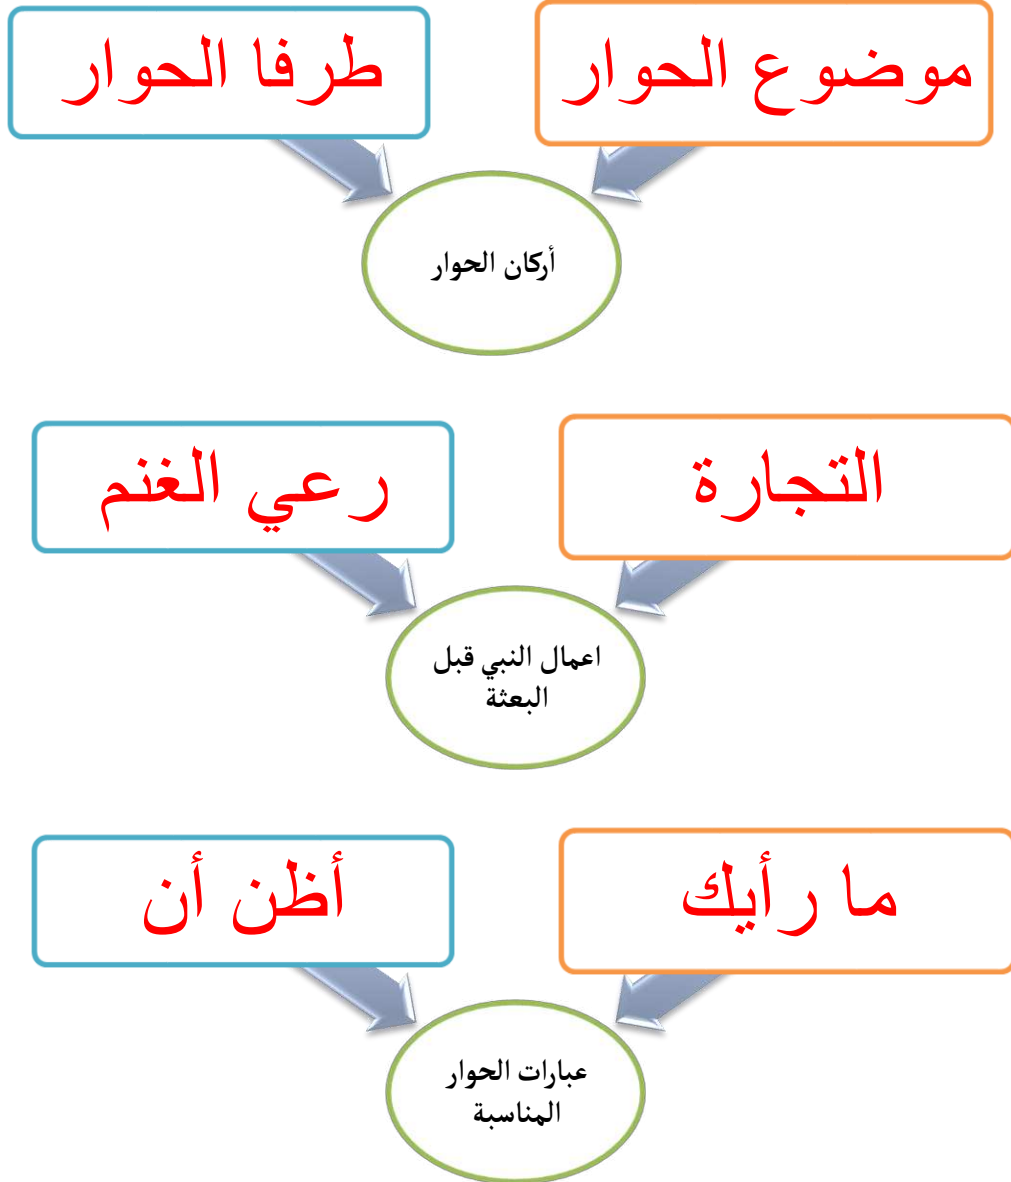 موضوع الحوار
طرفا الحوار
أركان الحوار
التجارة
رعي الغنم
اعمال النبي قبل
البعثة
ما رأيك
أظن أن
عبارات الحوار
المناسبة